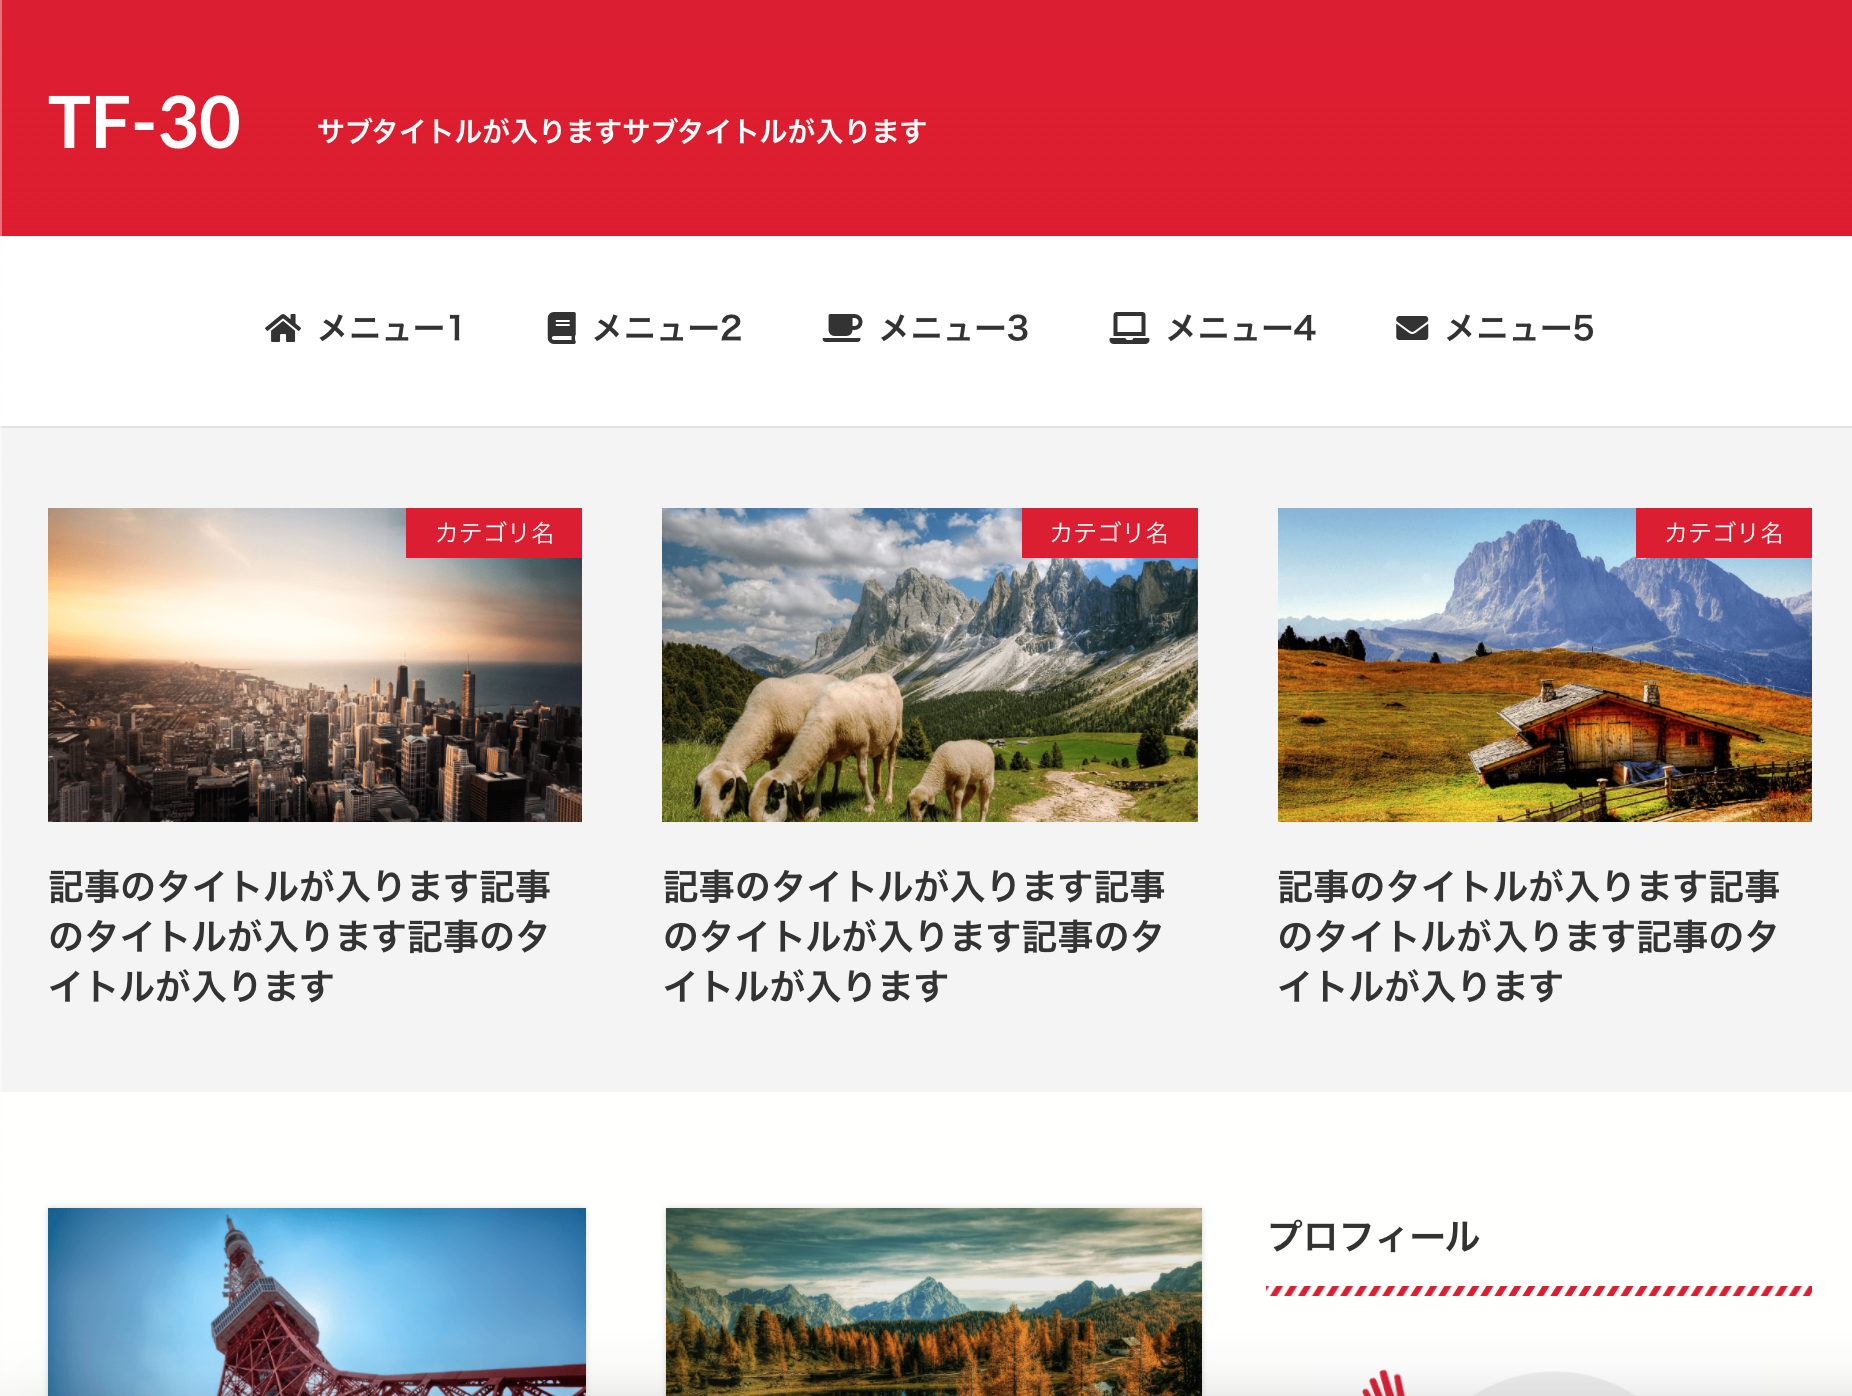 TF-30
サブタイトルが入りますサブタイトルが入ります
メニュー1
メニュー2
メニュー3
メニュー4
メニュー5
カテゴリ名
カテゴリ名
カテゴリ名
記事のタイトルが入ります記事
のタイトルが入ります記事のタ
イトルが入ります
記事のタイトルが入ります記事
のタイトルが入ります記事のタ
イトルが入ります
記事のタイトルが入ります記事
のタイトルが入ります記事のタ
イトルが入ります
プロフィール